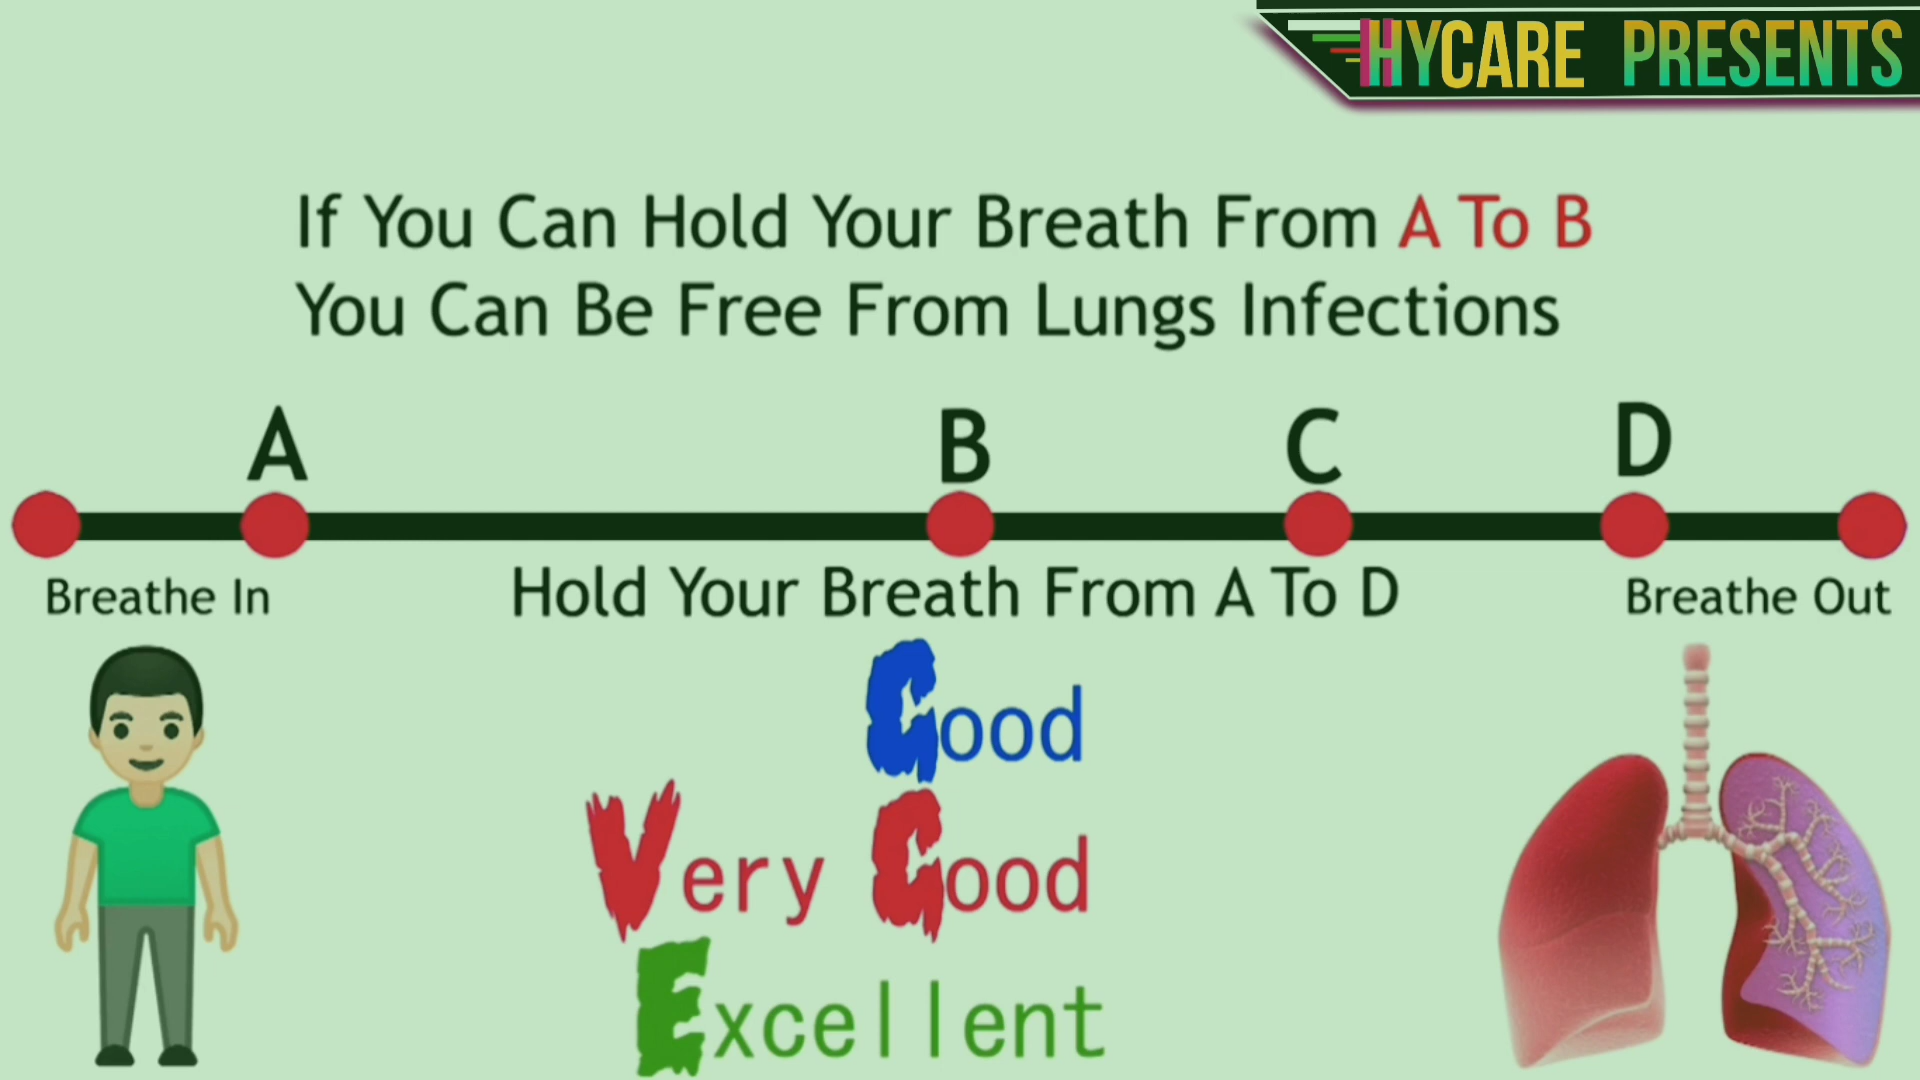 HYCARE PRESENTS
If You Can Hold Your Breath From A To B
You Can Be Free From Lungs Infections
A B C D
Breathe In
Hold Your Breath From A To D
Breathe Out
Good
Very Good
Excellent